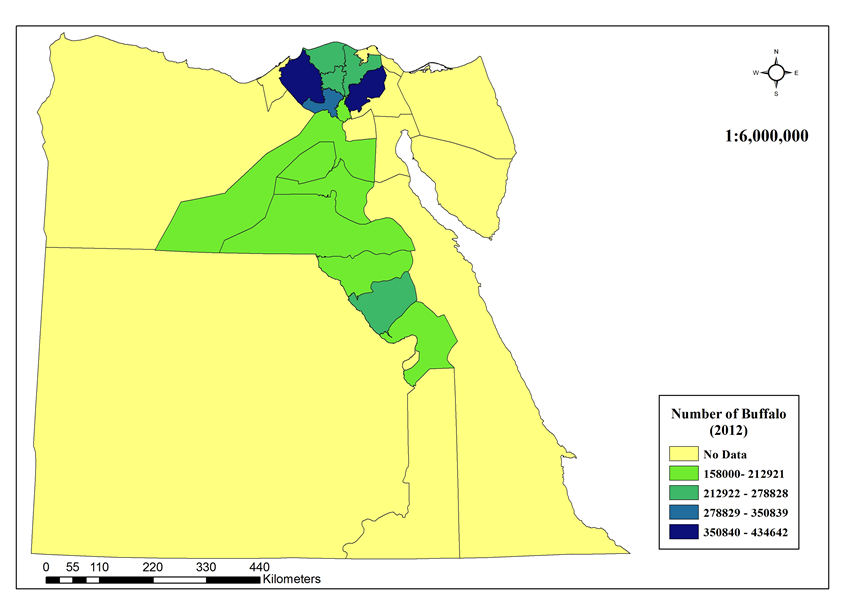 N
W E
S
1:6,000,000
Number of Buffalo
(2012)
No Data
158000- 212921
212922 - 278828
278829 - 350839
350840 - 434642
0 55 110 220 330 440
Kilometers